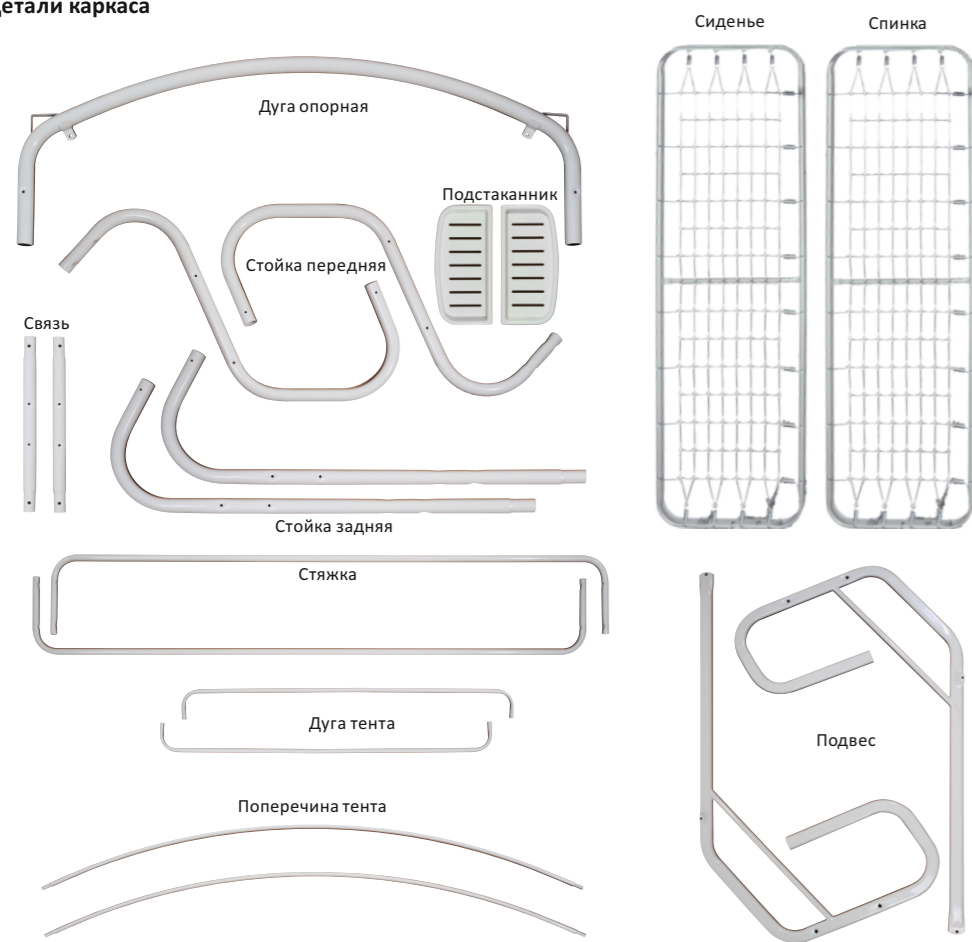 Детали каркаса
Сиденье
Спинка
Дуга опорная
Подстаканник
Стойка передняя
Связь
Стойка задняя
Стяжка
Дуга тента
Подвес
Поперечина тента